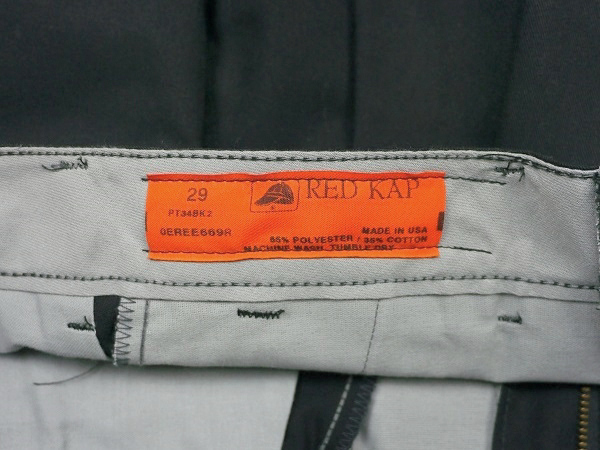 29
RED KAP
PT34BK2
0EREE669R
MADE IN USA
65% POLYESTER / 35% COTTON
MACHINE WASH, TUMBLE DRY